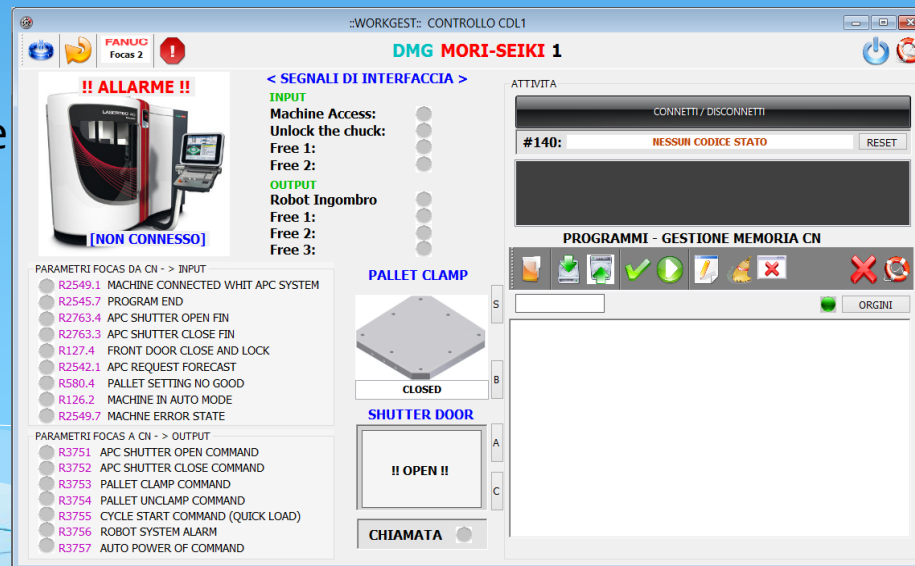 ::WORKGEST:: CONTROLLO CDL1
FANUC
Focas 2
!
DMG MORI-SEIKI 1
!! ALLARME !!
[NON CONNESSO]
< SEGNALI DI INTERFACCIA >
INPUT
Machine Access:
Unlock the chuck:
Free 1:
Free 2:
OUTPUT
Robot Ingombro
Free 1:
Free 2:
Free 3:
PARAMETRI FOCAS DA CN - > INPUT
R2549.1 MACHINE CONNECTED WHIT APC SYSTEM
R2545.7 PROGRAM END
R2763.4 APC SHUTTER OPEN FIN
R2763.3 APC SHUTTER CLOSE FIN
R127.4 FRONT DOOR CLOSE AND LOCK
R2542.1 APC REQUEST FORECAST
R580.4 PALLET SETTING NO GOOD
R126.2 MACHINE IN AUTO MODE
R2549.7 MACHNE ERROR STATE
PARAMETRI FOCAS A CN - > OUTPUT
R3751 APC SHUTTER OPEN COMMAND
R3752 APC SHUTTER CLOSE COMMAND
R3753 PALLET CLAMP COMMAND
R3754 PALLET UNCLAMP COMMAND
R3755 CYCLE START COMMAND (QUICK LOAD)
R3756 ROBOT SYSTEM ALARM
R3757 AUTO POWER OF COMMAND
PALLET CLAMP
CLOSED
S
B
SHUTTER DOOR
!! OPEN !!
A
C
CHIAMATA
ATTIVITA
CONNETTI / DISCONNETTI
#140: NESSUN CODICE STATO RESET
PROGRAMMI - GESTIONE MEMORIA CN
ORGINI
e